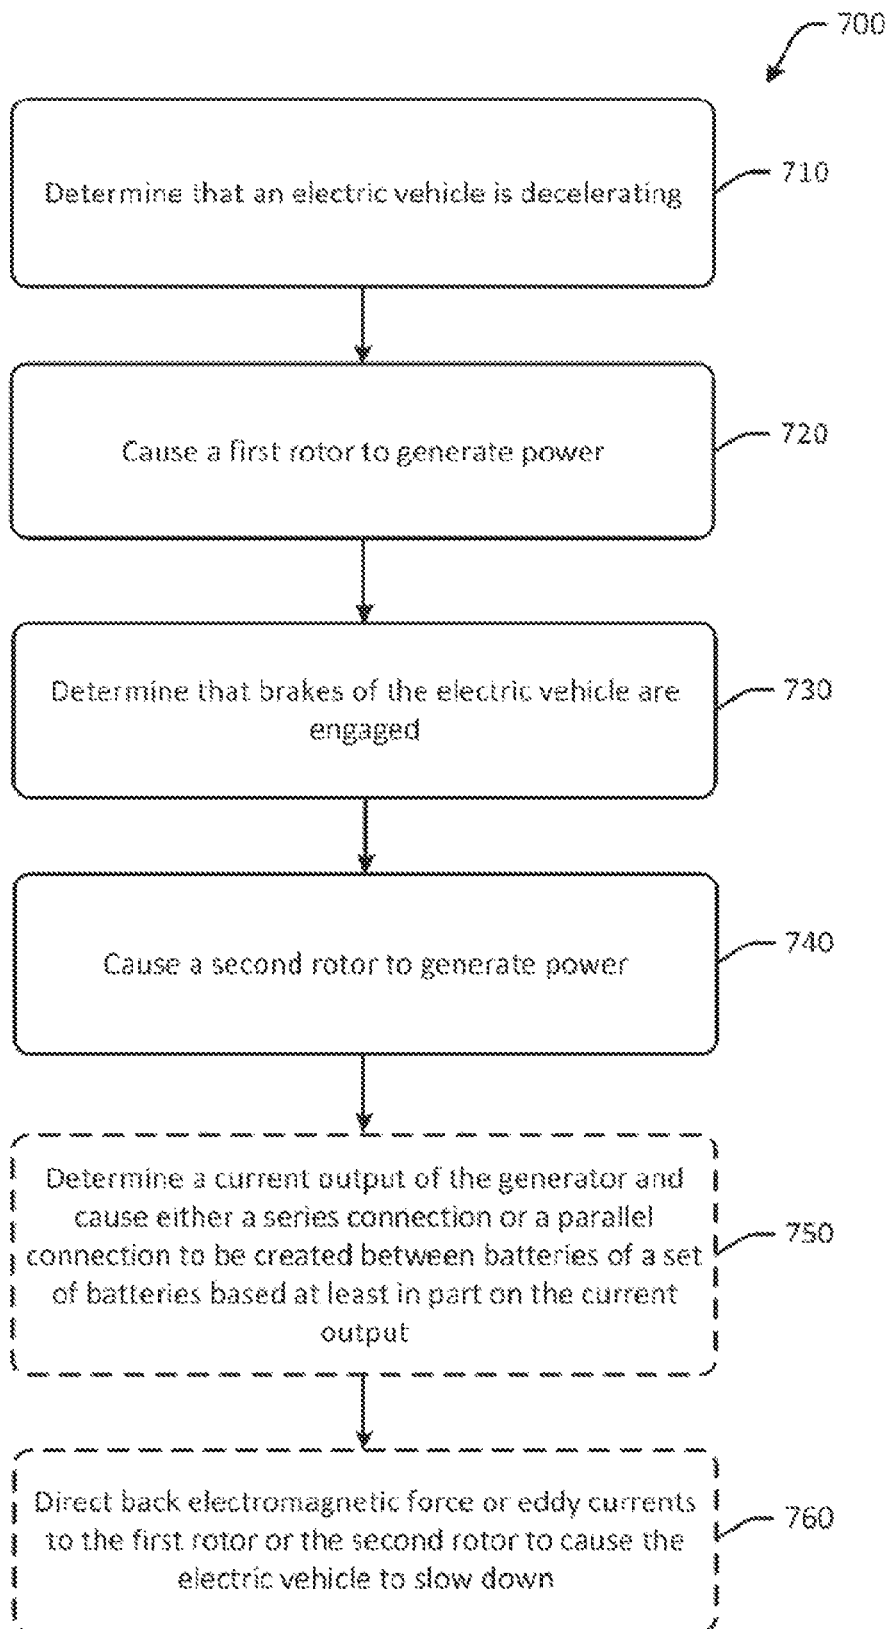 700
Determine that an electric vehicle is decelerating
710
Cause a first rotor to generate power
720
Determine that brakes of the electric vehicle are
engaged
730
Cause a second rotor to generate power
740
Determine a current output of the generator and
cause either a series connection or a parallel
connection to be created between batteries of a set
of batteries based at least in part on the current
output
750
Direct back electromagnetic force or eddy currents
to the first rotor or the second rotor to cause the
electric vehicle to slow down
760